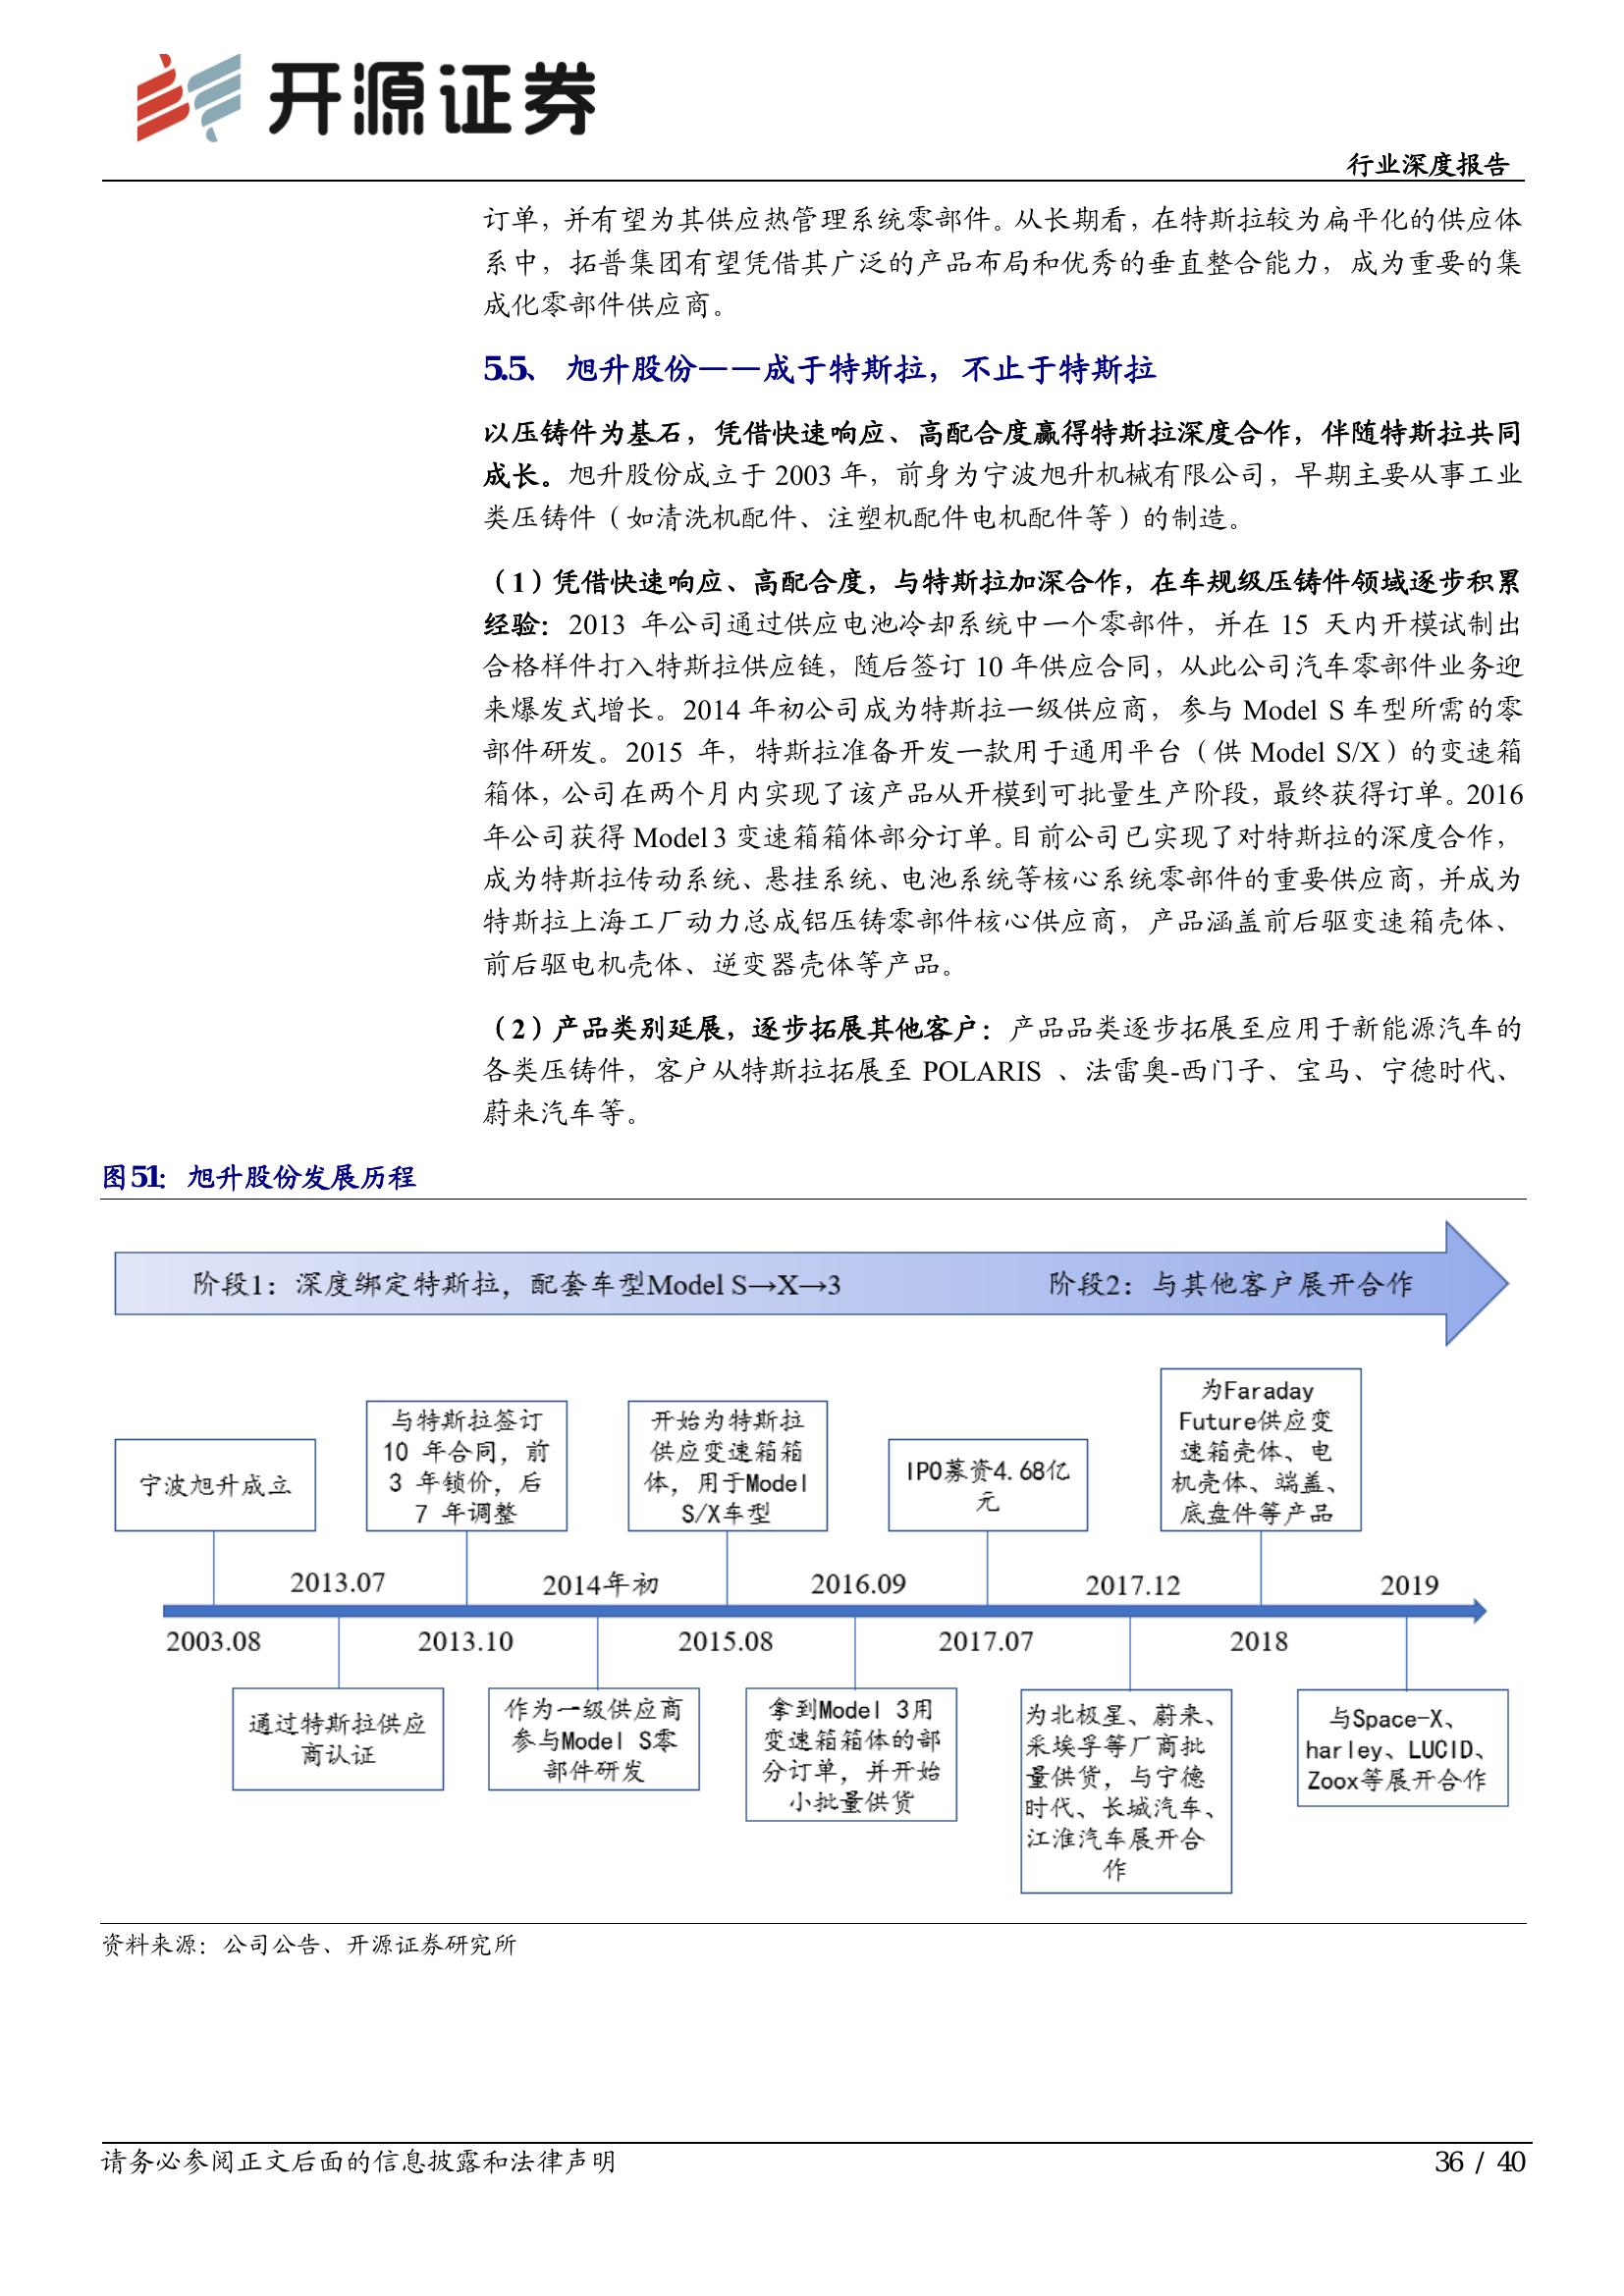 开源证券
行业深度报告
订单，并有望为其供应热管理系统零部件。从长期看，在特斯拉较为扁平化的供应体
系中，拓普集团有望凭借其广泛的产品布局和优秀的垂直整合能力，成为重要的集
成化零部件供应商。
5.5、 旭升股份——成于特斯拉，不止于特斯拉
以压铸件为基石，凭借快速响应、高配合度赢得特斯拉深度合作，伴随特斯拉共同
成长。旭升股份成立于 2003 年，前身为宁波旭升机械有限公司，早期主要从事工业
类压铸件（如清洗机配件、注塑机配件电机配件等）的制造。
（1）凭借快速响应、高配合度，与特斯拉加深合作，在车规级压铸件领域逐步积累
经验：2013 年公司通过供应电池冷却系统中一个零部件，并在 15 天内开模试制出
合格样件打入特斯拉供应链，随后签订 10 年供应合同，从此公司汽车零部件业务迎
来爆发式增长。2014 年初公司成为特斯拉一级供应商，参与 Model S 车型所需的零
部件研发。2015 年，特斯拉准备开发一款用于通用平台（供 Model S/X）的变速箱
箱体，公司在两个月内实现了该产品从开模到可批量生产阶段，最终获得订单。2016
年公司获得 Model 3 变速箱箱体部分订单。目前公司已实现了对特斯拉的深度合作，
成为特斯拉传动系统、悬挂系统、电池系统等核心系统零部件的重要供应商，并成为
特斯拉上海工厂动力总成铝压铸零部件核心供应商，产品涵盖前后驱变速箱壳体、
前后驱电机壳体、逆变器壳体等产品。
（2）产品类别延展，逐步拓展其他客户：产品品类逐步拓展至应用于新能源汽车的
各类压铸件，客户从特斯拉拓展至 POLARIS 、法雷奥-西门子、宝马、宁德时代、
蔚来汽车等。
图51： 旭升股份发展历程
阶段1：深度绑定特斯拉，配套车型Model S→X→3
阶段2：与其他客户展开合作
宁波旭升成立
与特斯拉签订
10 年合同，前
3 年锁价，后
7 年调整
开始为特斯拉
供应变速箱箱
体，用于Model
S/X车型
IPO募资4.68亿
元
为Faraday
Future供应变
速箱壳体、电
机壳体、端盖、
底盘件等产品
2013.07
2014年初
2016.09
2017.12
2019
2003.08
2013.10
2015.08
2017.07
2018
通过特斯拉供应
商认证
作为一级供应商
参与Model S零
部件研发
拿到Model 3用
变速箱箱体的部
分订单，并开始
小批量供货
为北极星、蔚来、
采埃孚等厂商批
量供货，与宁德
时代、长城汽车、
江淮汽车展开合
作
与Space-X、
harley、LUCID、
Zoox等展开合作
资料来源：公司公告、开源证券研究所
请务必参阅正文后面的信息披露和法律声明
36 / 40